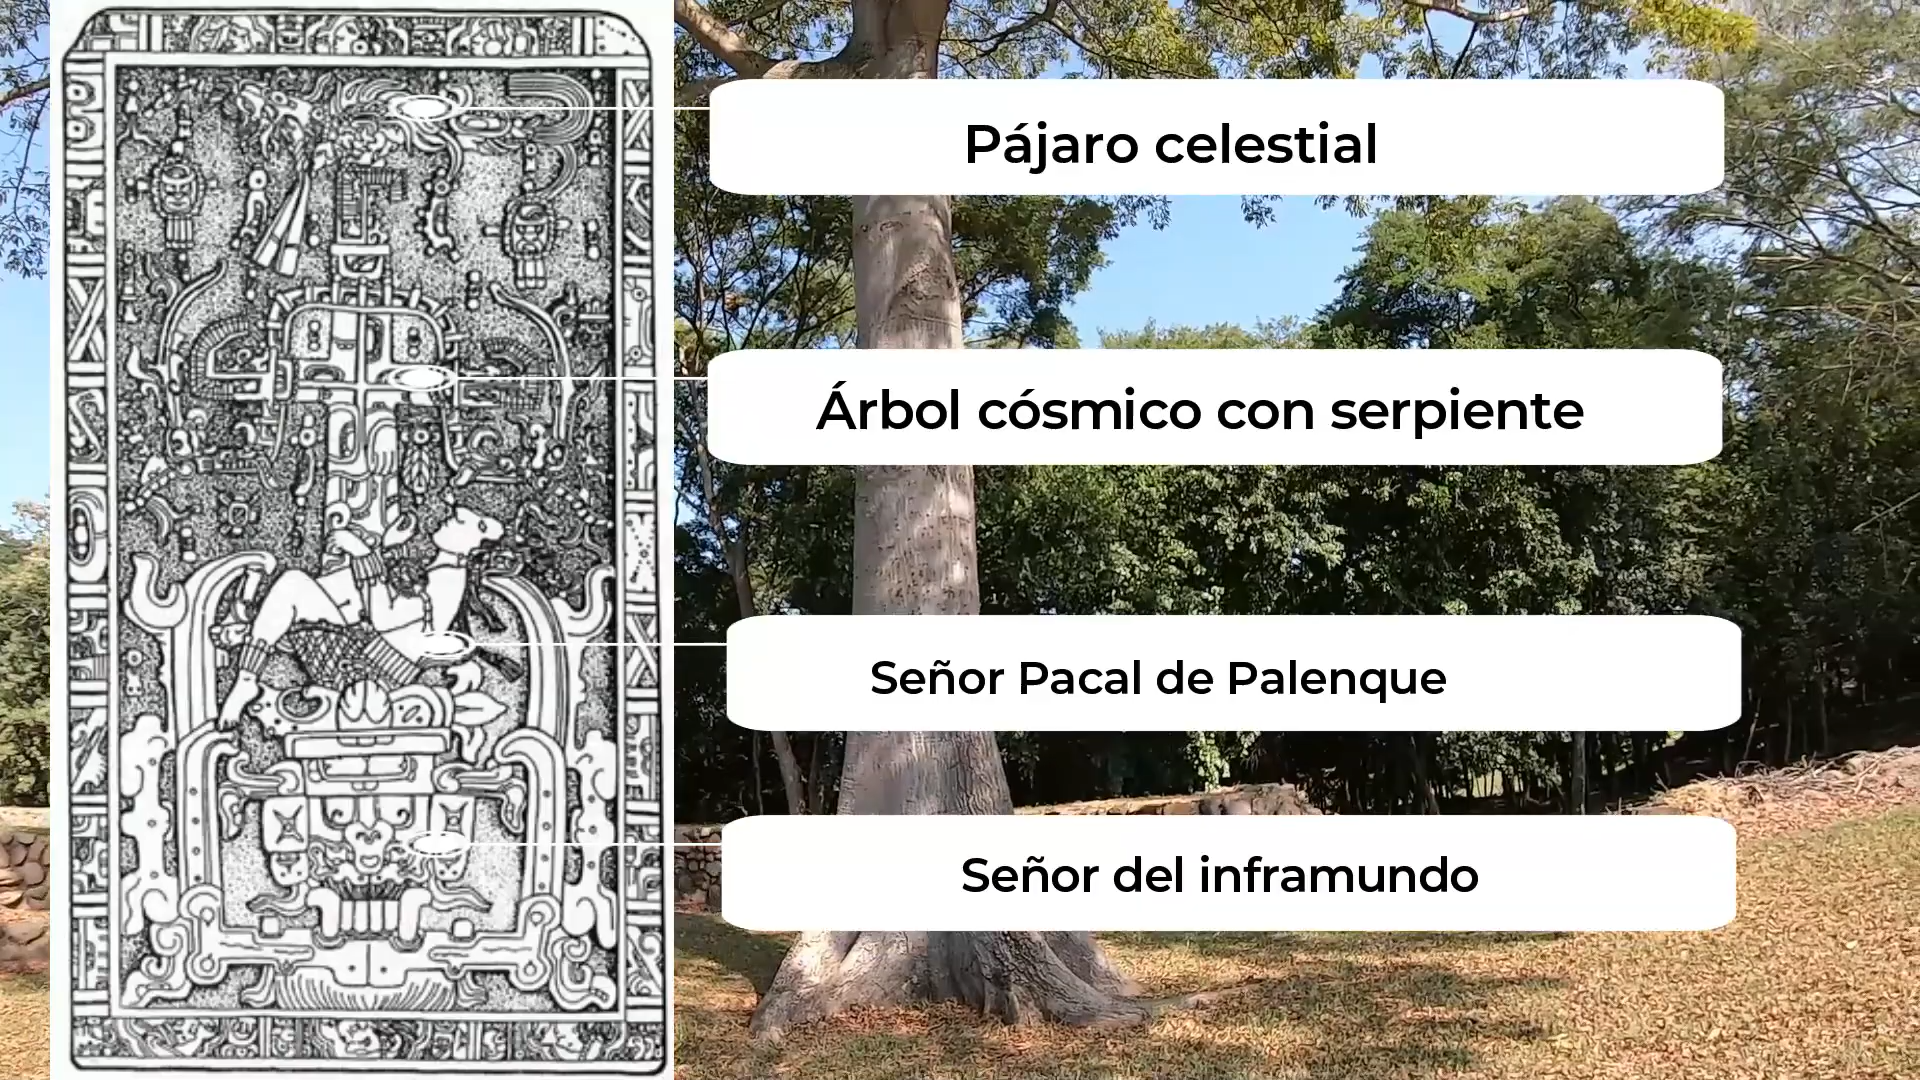 Pájaro celestial
Árbol cósmico con serpiente
Señor Pacal de Palenque
Señor del inframundo